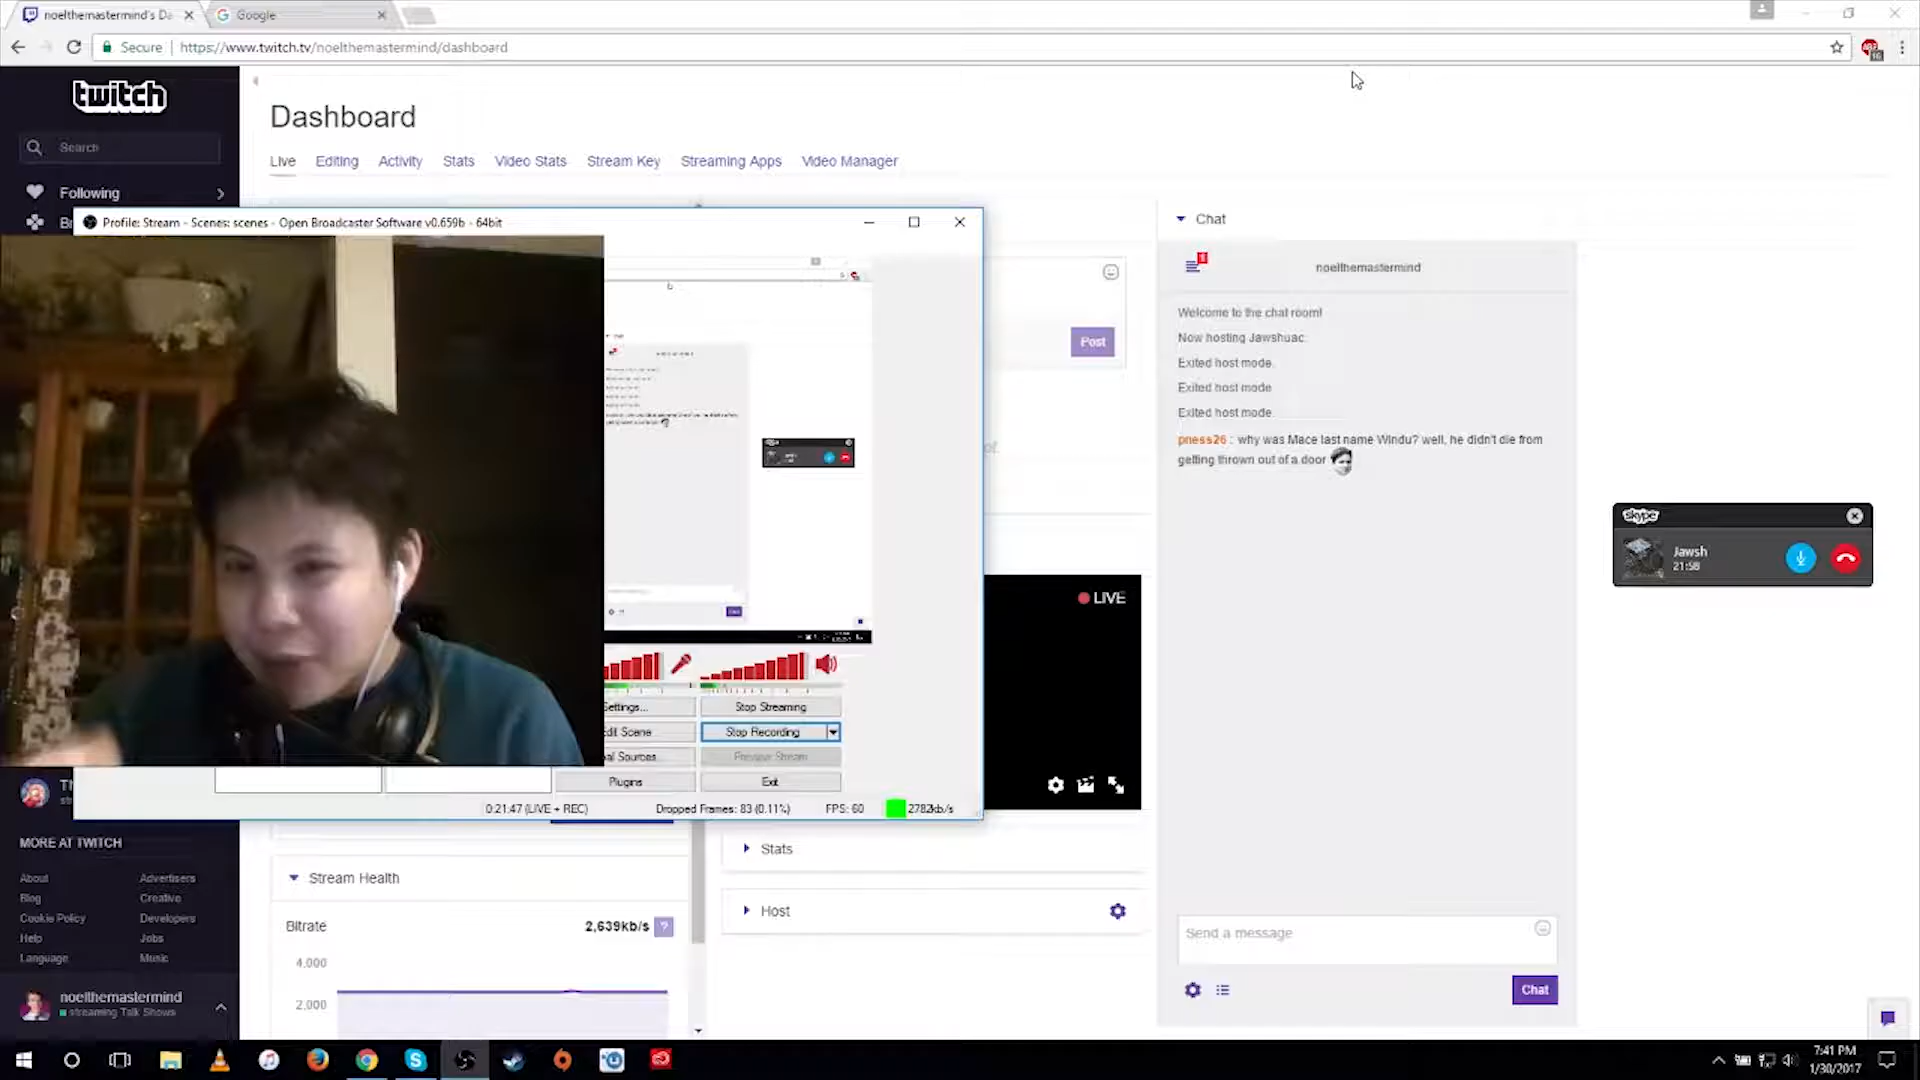 noelthemastermind's Da
Google
Secure
https://www.twitch.tv/noelthemastermind/dashboard
twitch
Search
Following
Dashboard
Live Editing Activity Stats Video Stats Stream Key Streaming Apps Video Manager
Profile: Stream - Scenes: scenes - Open Broadcaster Software v0.659b - 64bit
Post
LIVE
Settings...
Stop Streaming
Edit Scene
Stop Recording
Preview Stream
Plugins
Exit
0:21:47 (LIVE + REC)
Dropped Frames: 83 (0.11%)
FPS: 60
2782kb/s
Chat
1
noelthemastermind
Welcome to the chat room!
Now hosting Jawshuac.
Exited host mode.
Exited host mode.
Exited host mode.
pness26 : why was Mace last name Windu? well, he didn't die from
getting thrown out of a door
Send a message
Chat
skype
Jawsh
21:58
MORE AT TWITCH
About Advertisers
Blog Creative
Cookie Policy Developers
Help Jobs
Language Music
noelthemastermind
streaming Talk Shows
Stream Health
Bitrate 2,639kb/s ?
4,000
2,000
Stats
Host
7:41 PM
1/30/2017